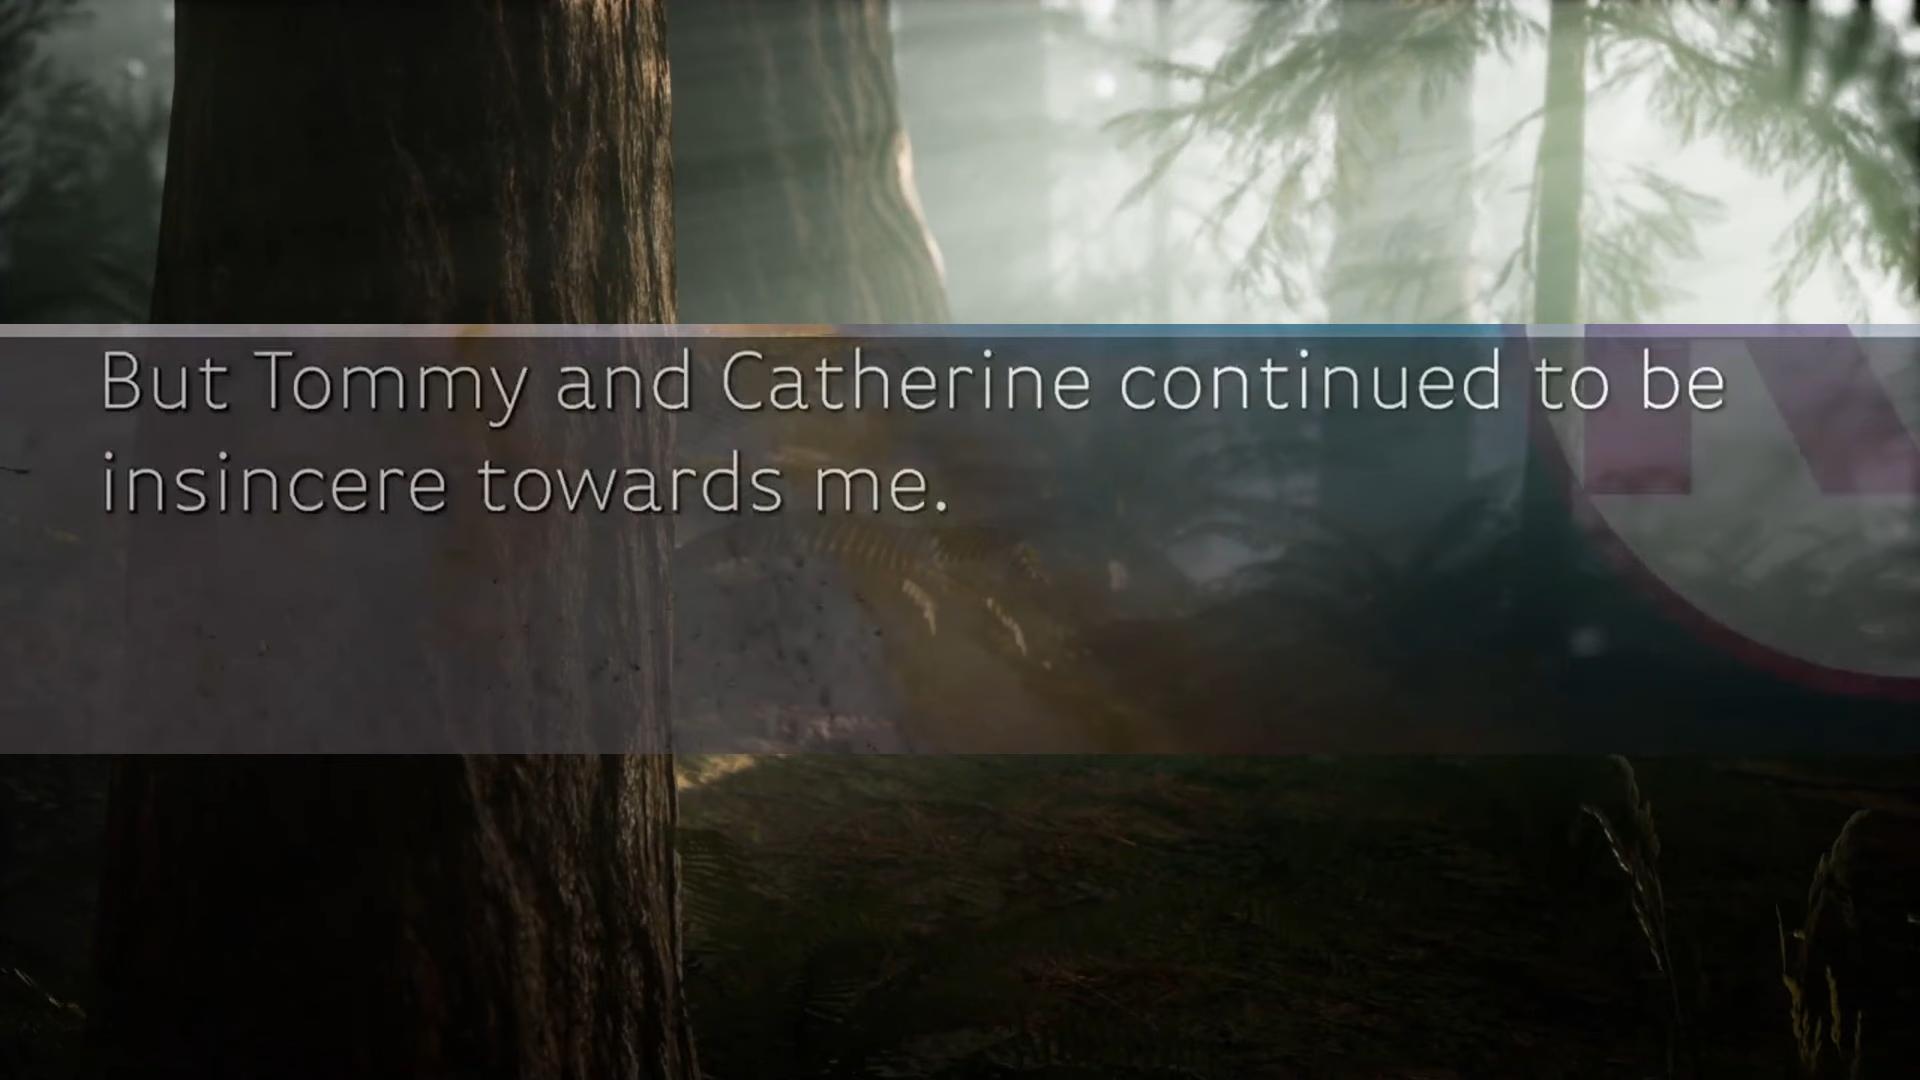 But Tommy and Catherine continued to be
insincere towards me.